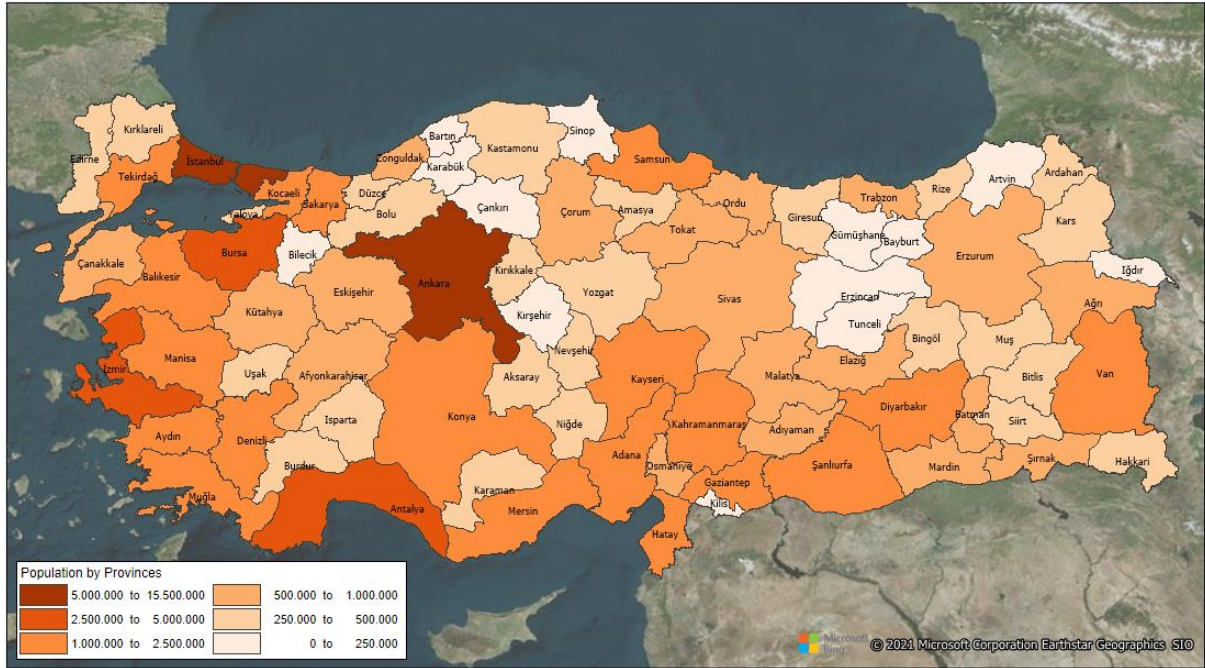 Kırklareli
Edirne
Tekirdağ
İstanbul
Kocaeli
Sakarya
Yalova
Düzce
Bolu
Zonguldak
Bartın
Karabük
Kastamonu
Sinop
Çankırı
Samsun
Çorum
Amasya
Ordu
Tokat
Giresun
Trabzon
Rize
Artvin
Ardahan
Kars
Gümüşhane
Bayburt
Erzurum
Iğdır
Ağrı
Çanakkale
Balıkesir
Bursa
Bilecik
Kütahya
Eskişehir
Ankara
Kırıkkale
Kırşehir
Yozgat
Sivas
Erzincan
Tunceli
Bingöl
Muş
Bitlis
Van
İzmir
Manisa
Uşak
Afyonkarahisar
Konya
Aksaray
Nevşehir
Niğde
Kayseri
Malatya
Elazığ
Diyarbakır
Batman
Siirt
Hakkari
Aydın
Denizli
Isparta
Burdur
Muğla
Antalya
Karaman
Mersin
Adana
Osmaniye
Kahramanmaraş
Adıyaman
Gaziantep
Kilis
Hatay
Şanlıurfa
Mardin
Şırnak
Population by Provinces
5.000.000 to 15.500.000
2.500.000 to 5.000.000
1.000.000 to 2.500.000
500.000 to 1.000.000
250.000 to 500.000
0 to 250.000
Microsoft
Bing
© 2021 Microsoft Corporation Earthstar Geographics SIO